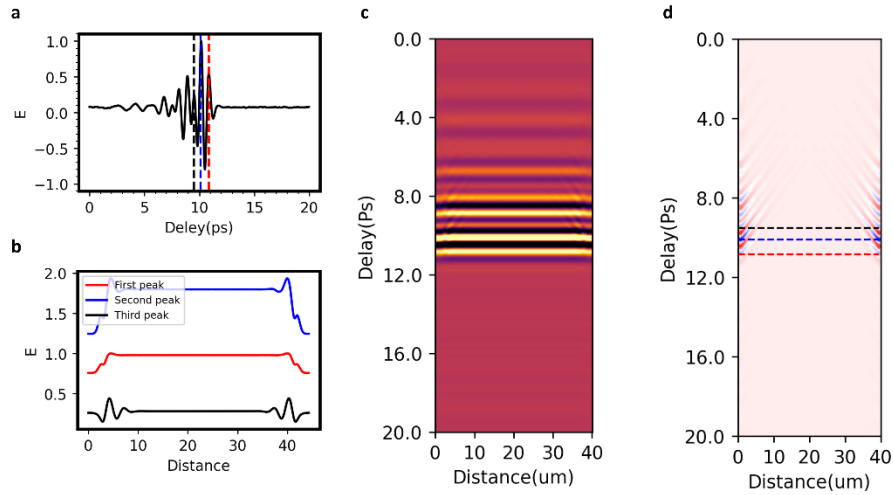 a
1.0
0.5
0.0
−0.5
−1.0
E
0
5
10
15
20
Deley(ps)
b
2.0
1.5
1.0
0.5
E
First peak
Second peak
Third peak
0
20
40
Distance
c
0.0
4.0
8.0
12.0
16.0
20.0
Delay(Ps)
0
10
20
30
40
Distance(um)
d
0.0
4.0
8.0
12.0
16.0
20.0
Delay(Ps)
0
10
20
30
40
Distance(um)